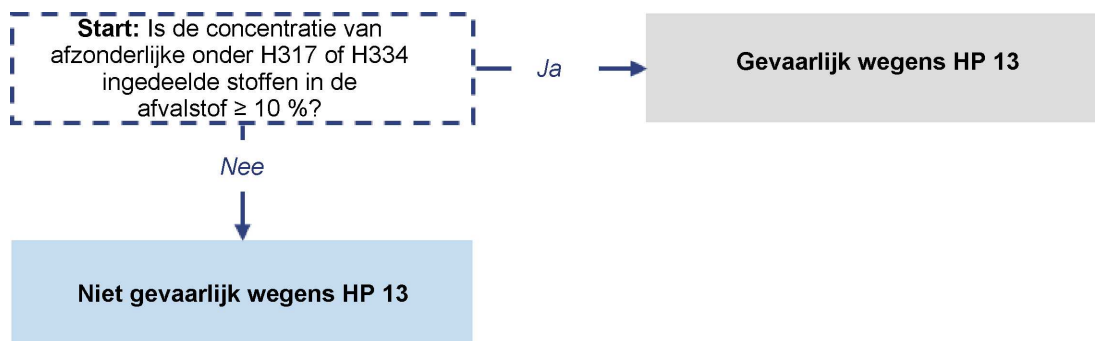 Start: Is de concentratie van
afzonderlijke onder H317 of H334
ingedeelde stoffen in de
afvalstof ≥ 10 %?
Ja
Gevaarlijk wegens HP 13
Nee
Niet gevaarlijk wegens HP 13